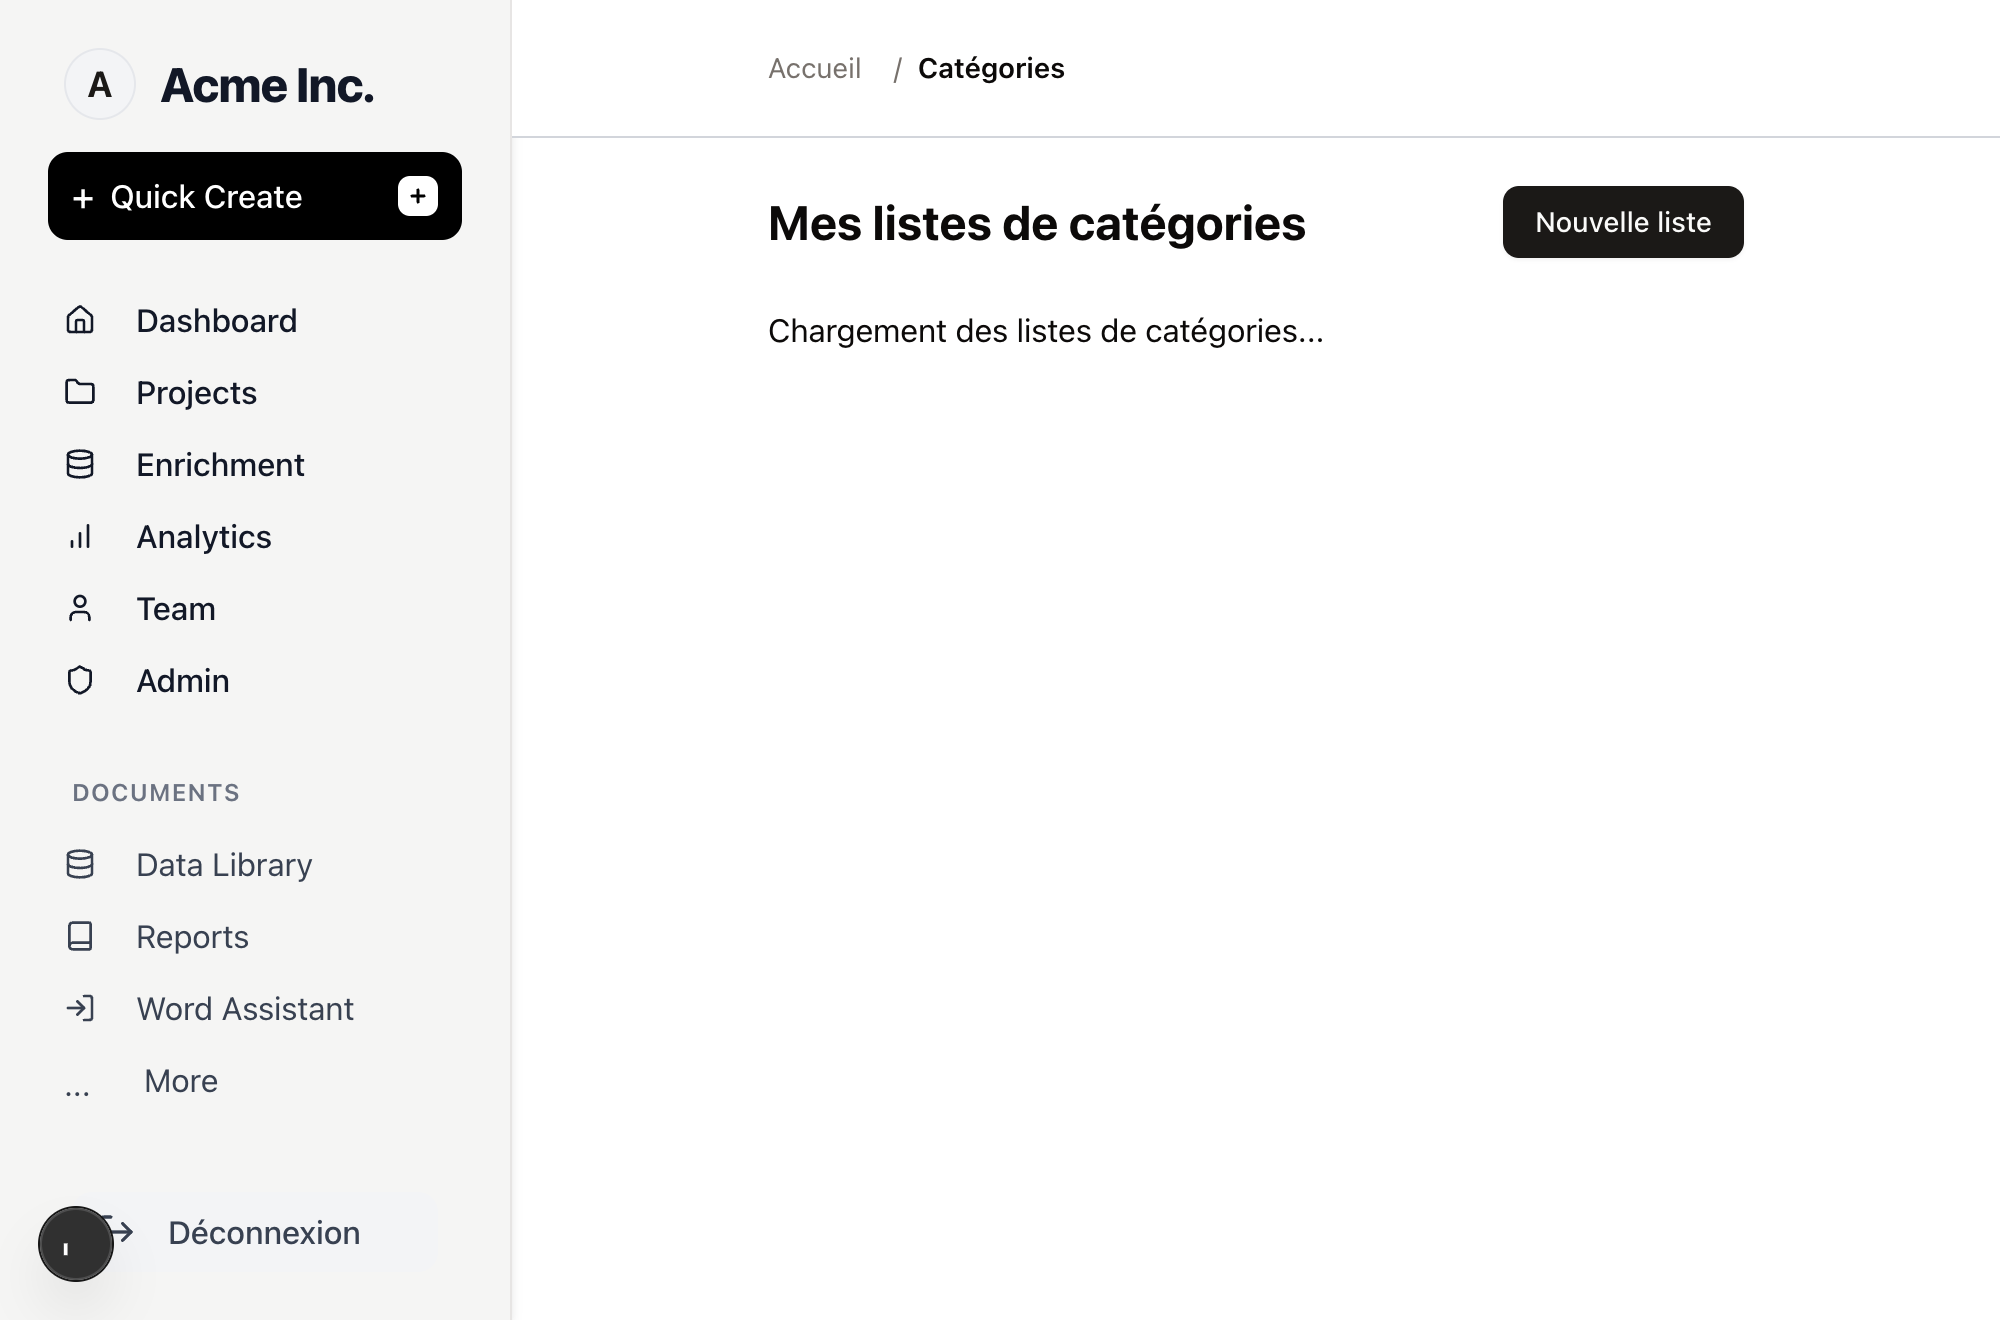 A Acme Inc.
+ Quick Create +
Dashboard
Projects
Enrichment
Analytics
Team
Admin
DOCUMENTS
Data Library
Reports
Word Assistant
... More
Déconnexion
Accueil / Catégories
Mes listes de catégories
Nouvelle liste
Chargement des listes de catégories...